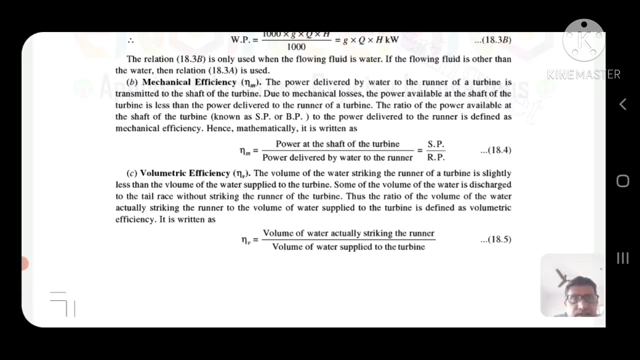 ∴ W.P. = 1000 × g × Q × H / 1000 = g × Q × H kW ...(18.3B)
The relation (18.3B) is only used when the flowing fluid is water. If the flowing fluid is other than
the water, then relation (18.3A) is used.
(b) Mechanical Efficiency (ηm). The power delivered by water to the runner of a turbine is
transmitted to the shaft of the turbine. Due to mechanical losses, the power available at the shaft of the
turbine is less than the power delivered to the runner of a turbine. The ratio of the power available at
the shaft of the turbine (known as S.P. or B.P.) to the power delivered to the runner is defined as
mechanical efficiency. Hence, mathematically, it is written as
ηm = Power at the shaft of the turbine / Power delivered by water to the runner = S.P. / R.P. ...(18.4)
(c) Volumetric Efficiency (ηv). The volume of the water striking the runner of a turbine is slightly
less than the vloume of the water supplied to the turbine. Some of the volume of the water is discharged
to the tail race without striking the runner of the turbine. Thus the ratio of the volume of the water
actually striking the runner to the volume of water supplied to the turbine is defined as volumetric
efficiency. It is written as
ηv = Volume of water actually striking the runner / Volume of water supplied to the turbine ...(18.5)
KINEMASTER